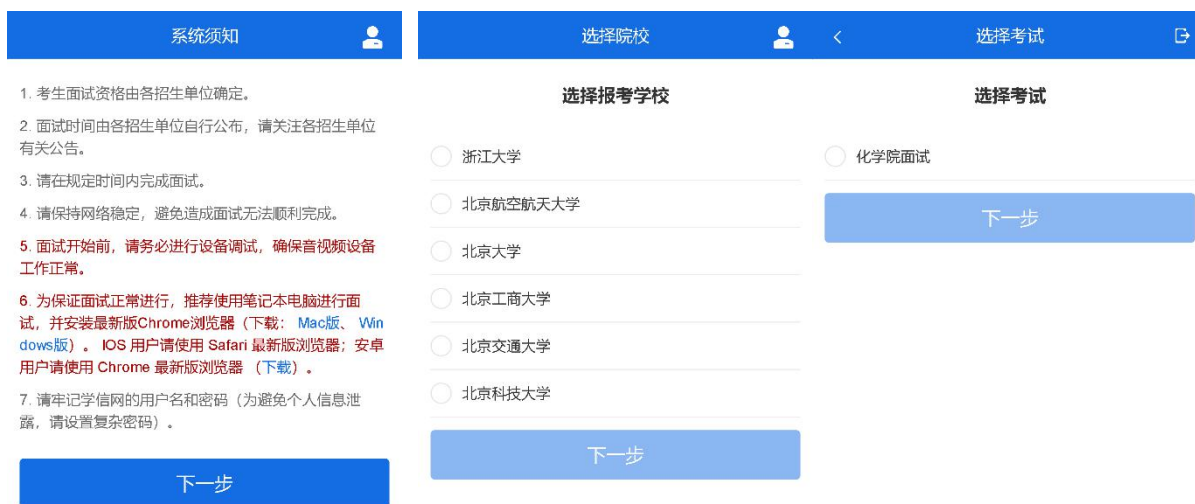 系统须知
1. 考生面试资格由各招生单位确定。
2. 面试时间由各招生单位自行公布，请关注各招生单位
有关公告。
3. 请在规定时间内完成面试。
4. 请保持网络稳定，避免造成面试无法顺利完成。
5. 面试开始前，请务必进行设备调试，确保音视频设备
工作正常。
6. 为保证面试正常进行，推荐使用笔记本电脑进行面
试，并安装最新版Chrome浏览器（下载： Mac版、 Win
dows版）。 IOS 用户请使用 Safari 最新版浏览器；安卓
用户请使用 Chrome 最新版浏览器 （下载）。
7. 请牢记学信网的用户名和密码（为避免个人信息泄
露，请设置复杂密码）。
下一步
选择院校
选择报考学校
浙江大学
北京航空航天大学
北京大学
北京工商大学
北京交通大学
北京科技大学
下一步
选择考试
选择考试
化学院面试
下一步